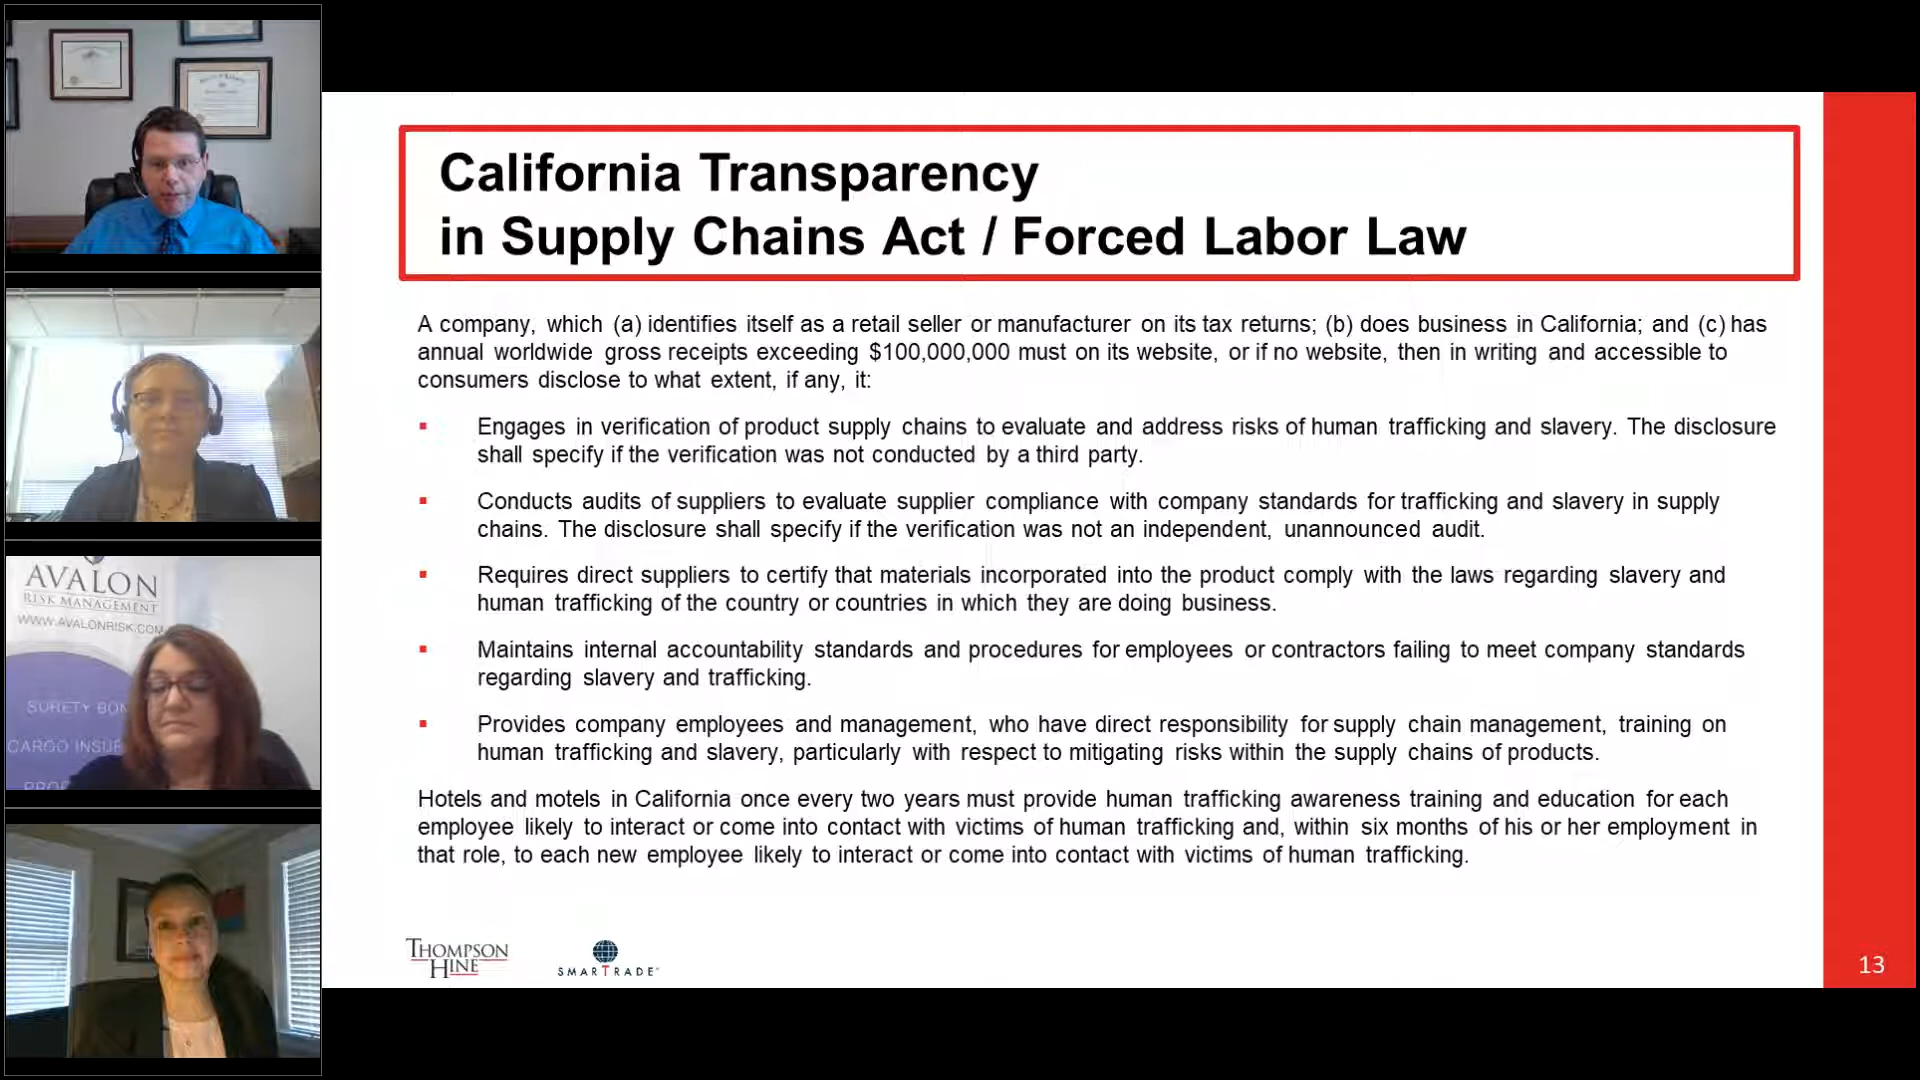 AVALON
RISK MANAGEMENT
WWW.AVALONRISK.COM
SURETY BON
CARGO INSUR
California Transparency
in Supply Chains Act / Forced Labor Law
A company, which (a) identifies itself as a retail seller or manufacturer on its tax returns; (b) does business in California; and (c) has
annual worldwide gross receipts exceeding $100,000,000 must on its website, or if no website, then in writing and accessible to
consumers disclose to what extent, if any, it:
▪ Engages in verification of product supply chains to evaluate and address risks of human trafficking and slavery. The disclosure
shall specify if the verification was not conducted by a third party.
▪ Conducts audits of suppliers to evaluate supplier compliance with company standards for trafficking and slavery in supply
chains. The disclosure shall specify if the verification was not an independent, unannounced audit.
▪ Requires direct suppliers to certify that materials incorporated into the product comply with the laws regarding slavery and
human trafficking of the country or countries in which they are doing business.
▪ Maintains internal accountability standards and procedures for employees or contractors failing to meet company standards
regarding slavery and trafficking.
▪ Provides company employees and management, who have direct responsibility for supply chain management, training on
human trafficking and slavery, particularly with respect to mitigating risks within the supply chains of products.
Hotels and motels in California once every two years must provide human trafficking awareness training and education for each
employee likely to interact or come into contact with victims of human trafficking and, within six months of his or her employment in
that role, to each new employee likely to interact or come into contact with victims of human trafficking.
THOMPSON
HINE
SMARTRADE
13